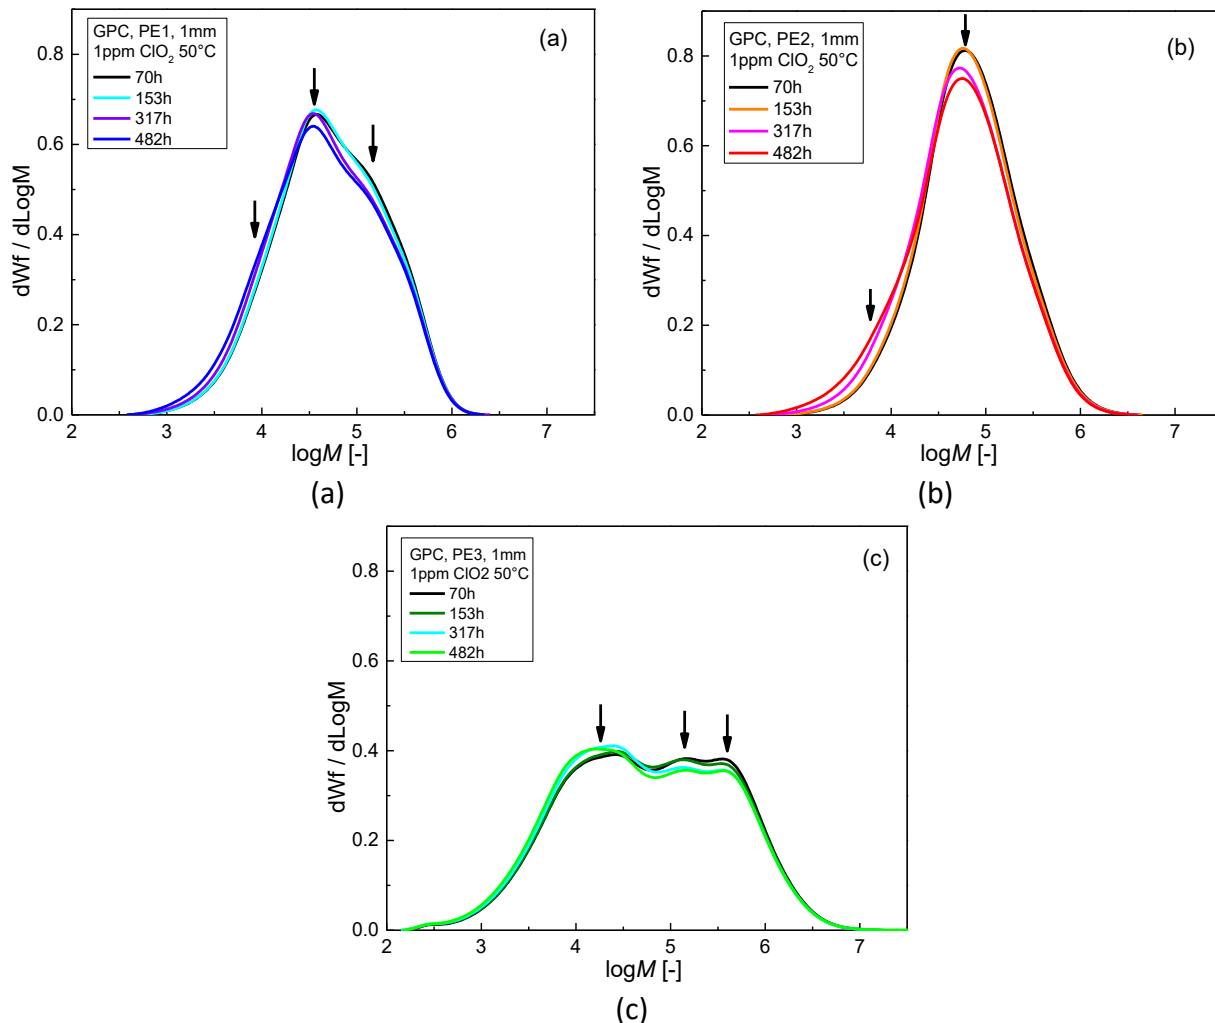 GPC, PE1, 1mm
1ppm ClO₂ 50°C
70h
153h
317h
482h
(a)
0.8
0.6
0.4
0.2
0.0
dWf / dLogM
2 3 4 5 6 7
logM [-]
(a)
GPC, PE2, 1mm
1ppm ClO₂ 50°C
70h
153h
317h
482h
(b)
0.8
0.6
0.4
0.2
0.0
dWf / dLogM
2 3 4 5 6 7
logM [-]
(b)
GPC, PE3, 1mm
1ppm ClO2 50°C
70h
153h
317h
482h
(c)
0.8
0.6
0.4
0.2
0.0
dWf / dLogM
2 3 4 5 6 7
logM [-]
(c)